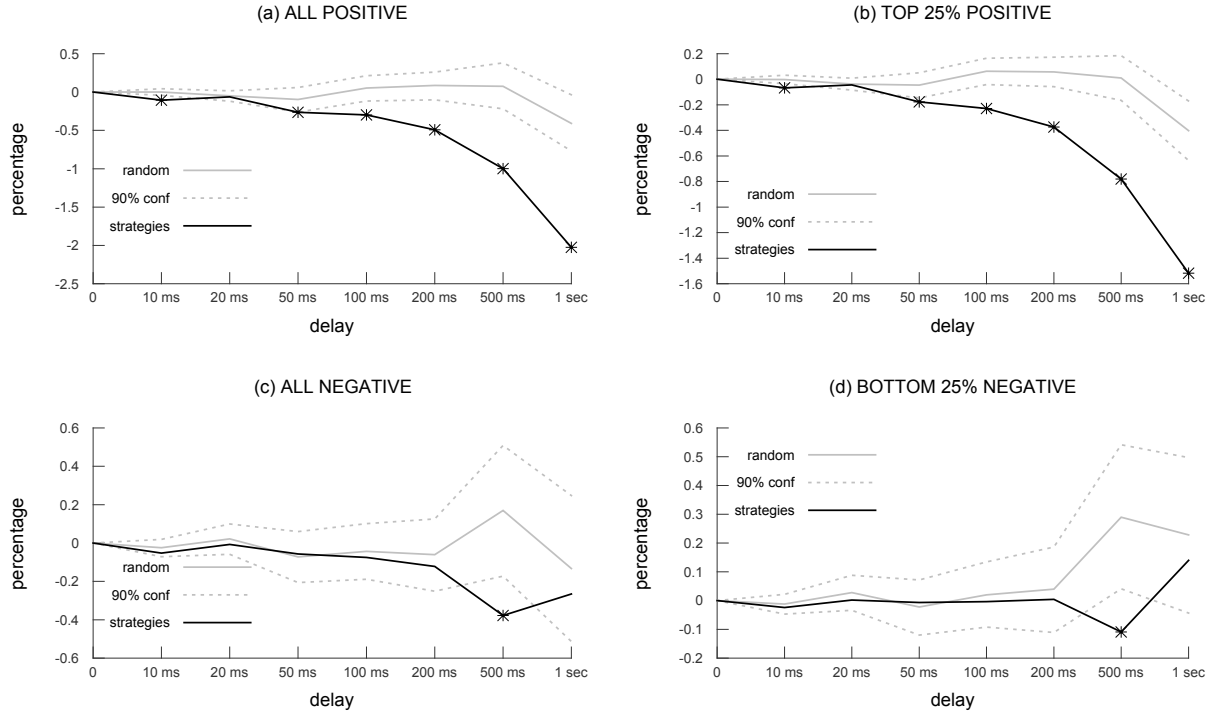 (a) ALL POSITIVE
0.5
0
-0.5
-1
-1.5
-2
-2.5
percentage
random
90% conf
strategies
0 10 ms 20 ms 50 ms 100 ms 200 ms 500 ms 1 sec
delay
(b) TOP 25% POSITIVE
0.2
0
-0.2
-0.4
-0.6
-0.8
-1
-1.2
-1.4
-1.6
percentage
random
90% conf
strategies
0 10 ms 20 ms 50 ms 100 ms 200 ms 500 ms 1 sec
delay
(c) ALL NEGATIVE
0.6
0.4
0.2
0
-0.2
-0.4
-0.6
percentage
random
90% conf
strategies
0 10 ms 20 ms 50 ms 100 ms 200 ms 500 ms 1 sec
delay
(d) BOTTOM 25% NEGATIVE
0.6
0.5
0.4
0.3
0.2
0.1
0
-0.1
-0.2
percentage
random
90% conf
strategies
0 10 ms 20 ms 50 ms 100 ms 200 ms 500 ms 1 sec
delay